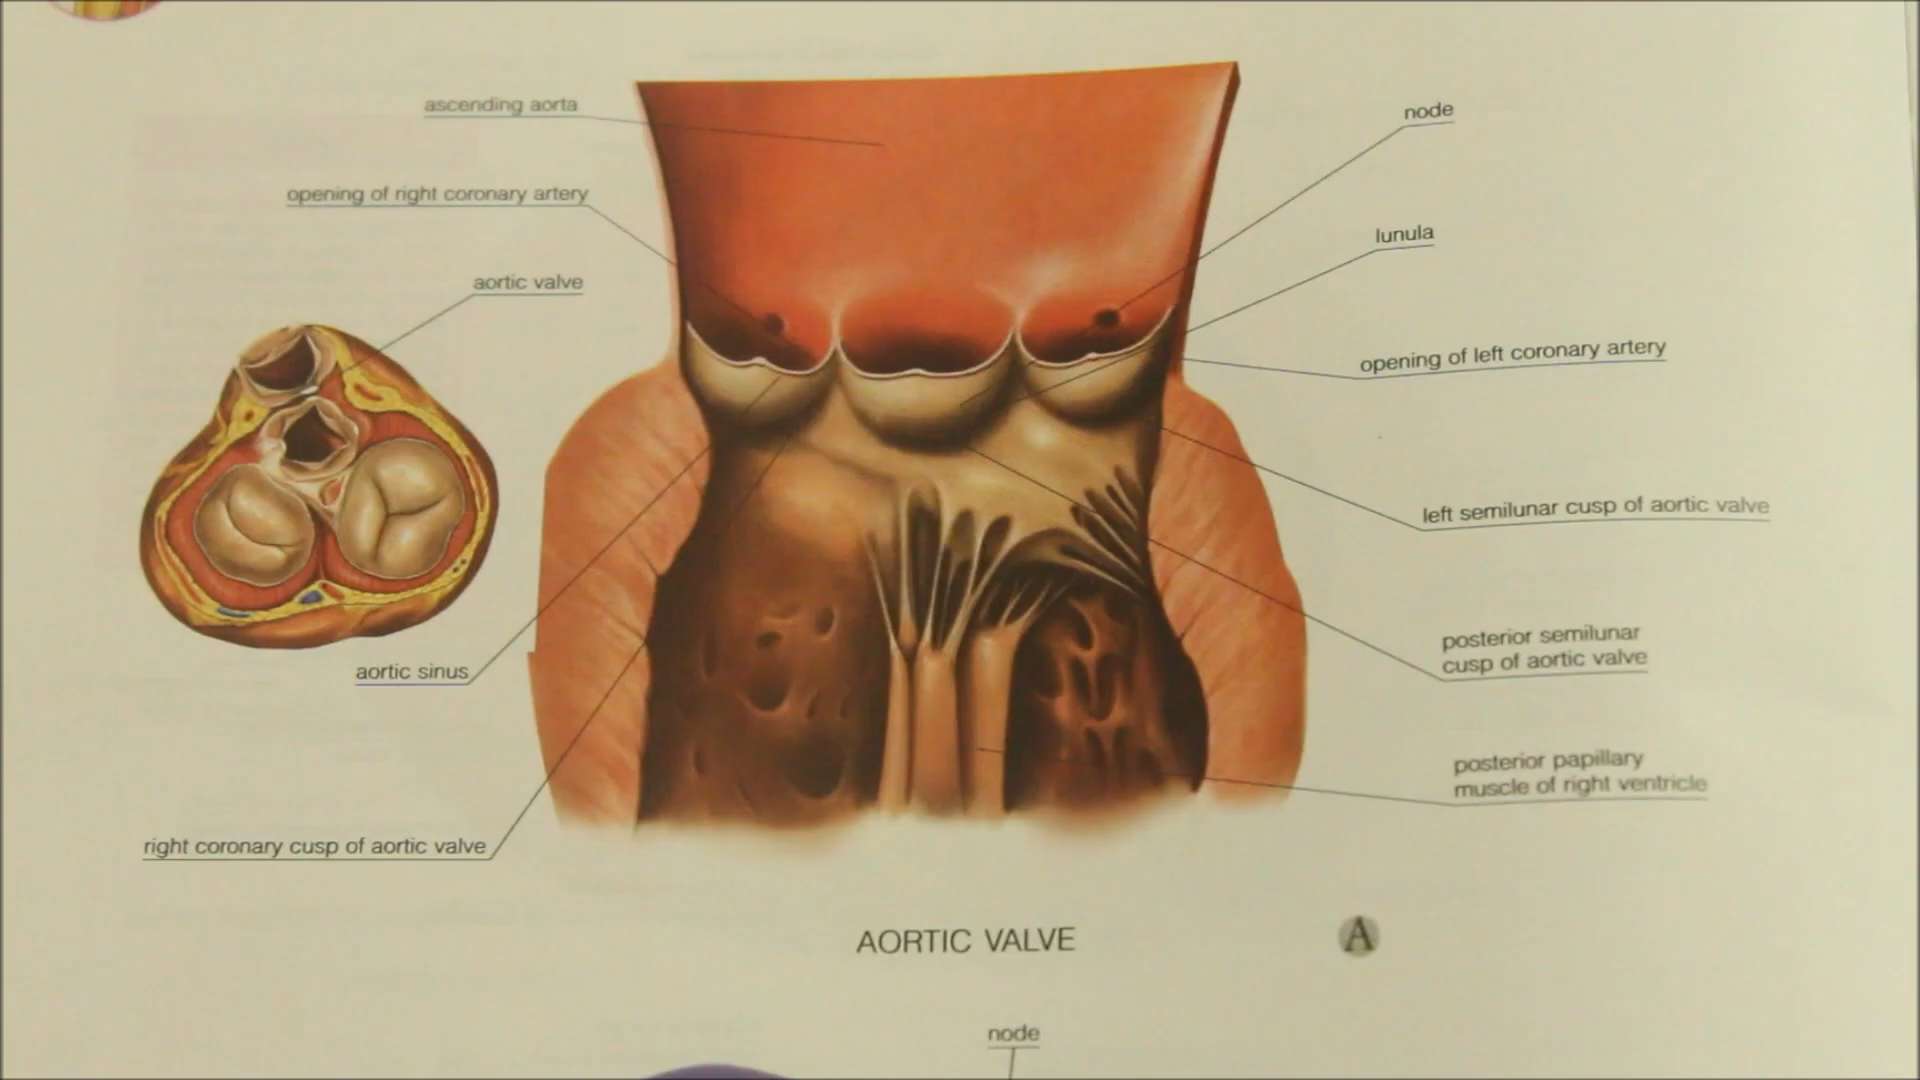 ascending aorta
opening of right coronary artery
aortic valve
aortic sinus
right coronary cusp of aortic valve
node
lunula
opening of left coronary artery
left semilunar cusp of aortic valve
posterior semilunar
cusp of aortic valve
posterior papillary
muscle of right ventricle
AORTIC VALVE
A
node